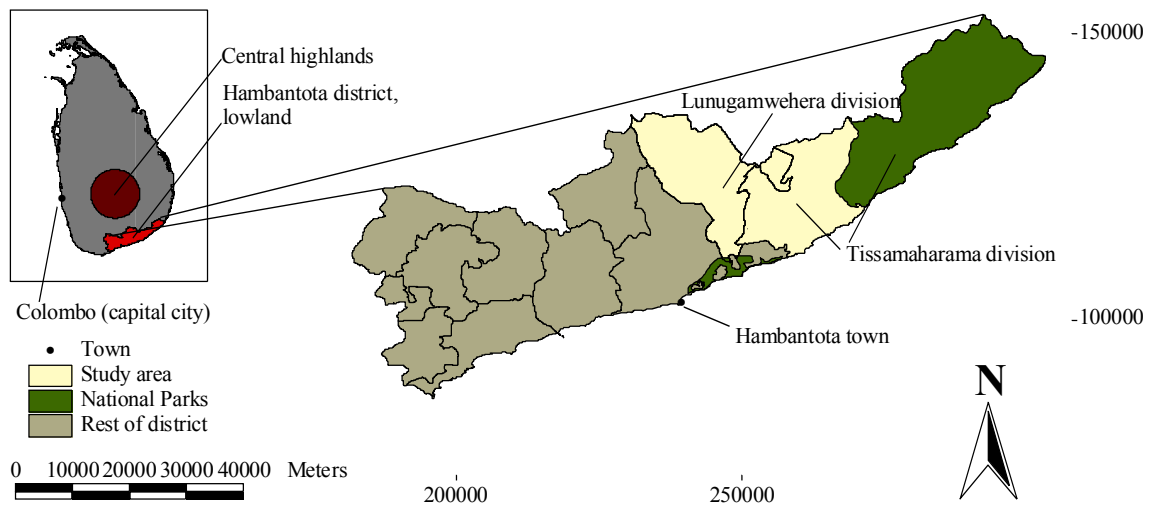 Central highlands
Hambantota district,
lowland
Colombo (capital city)
Lunugamwehera division
Tissamaharama division
Hambantota town
-150000
-100000
Town
Study area
National Parks
Rest of district
0 10000 20000 30000 40000 Meters
200000 250000
N